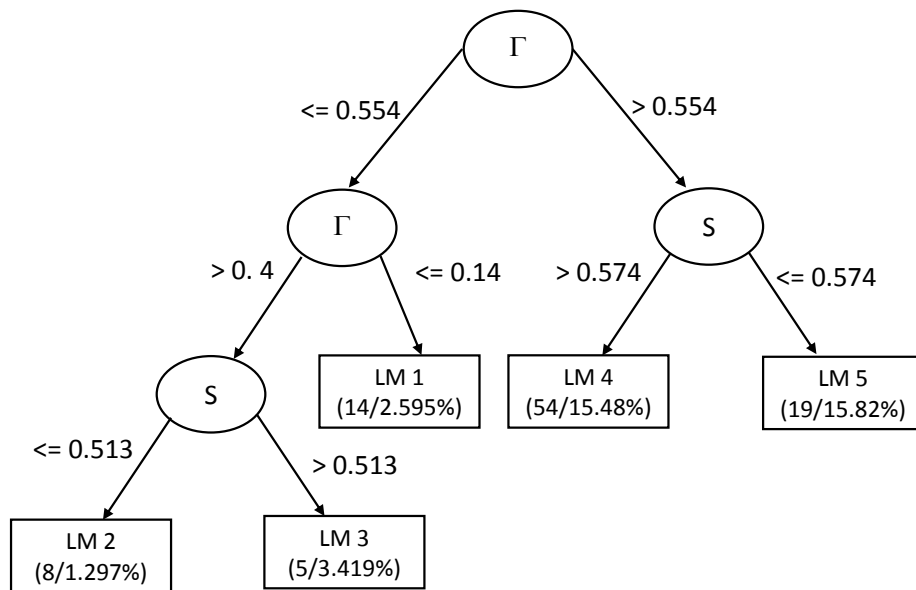 Γ
<= 0.554
> 0.554
Γ
S
> 0. 4
<= 0.14
> 0.574
<= 0.574
S
LM 1
(14/2.595%)
LM 4
(54/15.48%)
LM 5
(19/15.82%)
<= 0.513
> 0.513
LM 2
(8/1.297%)
LM 3
(5/3.419%)